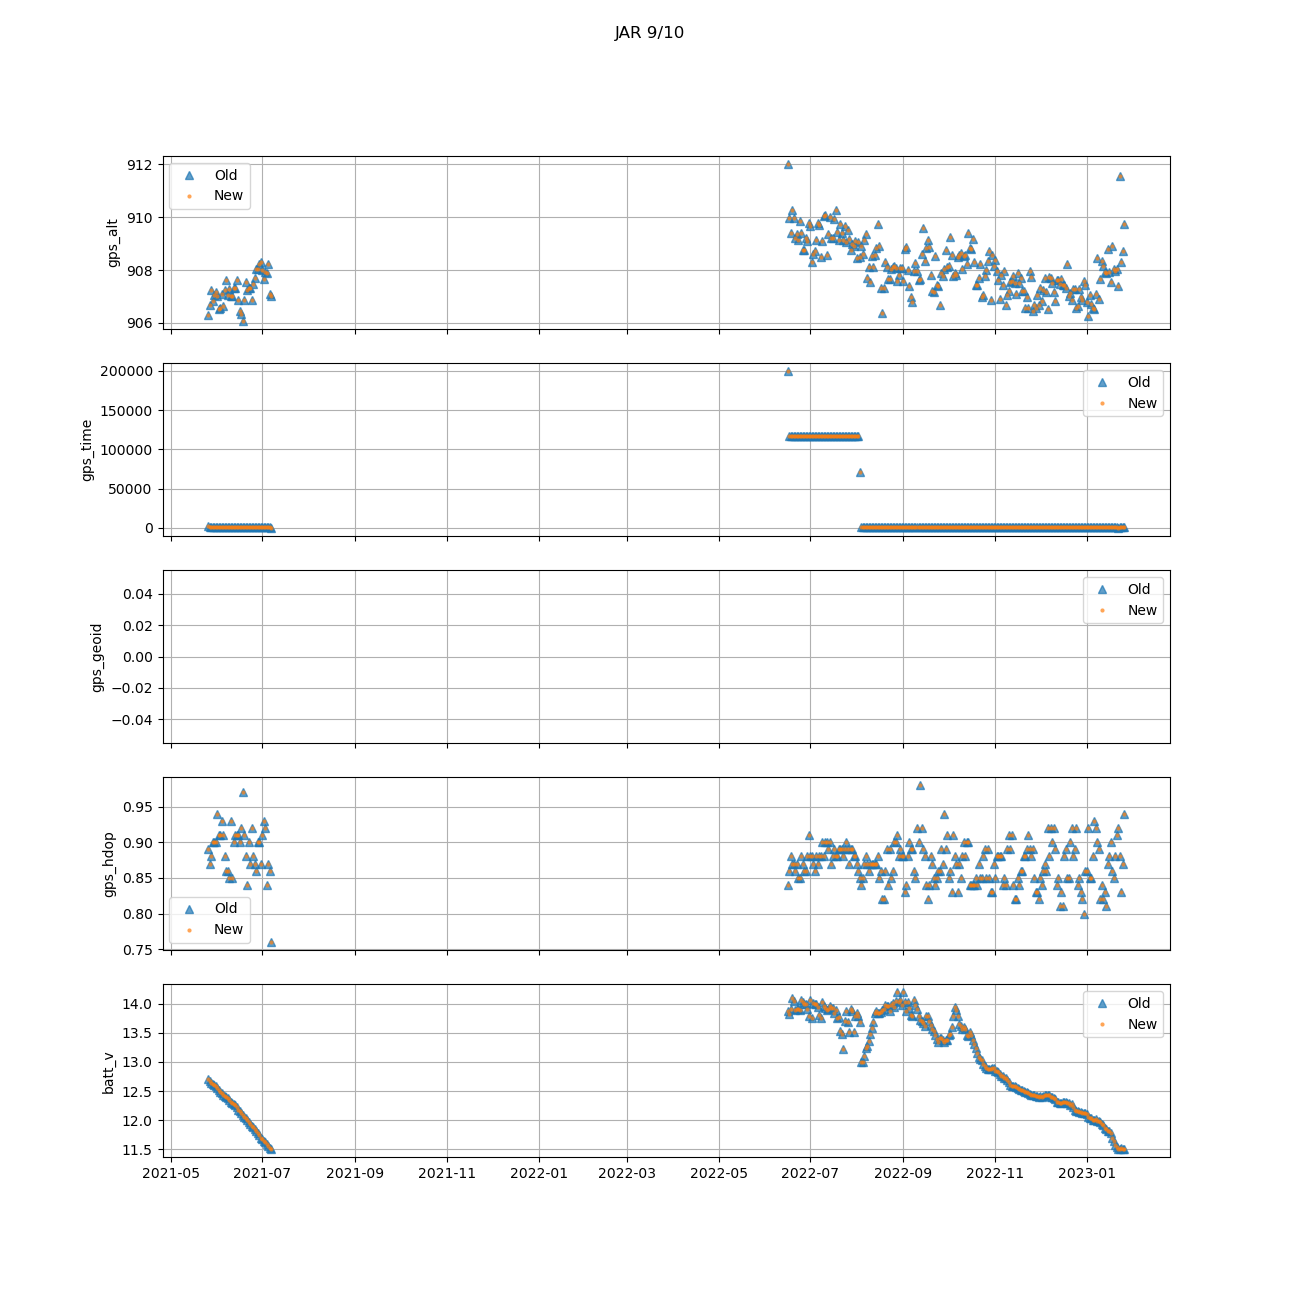 JAR 9/10
912
910
908
906
gps_alt
Old
New
200000
150000
100000
50000
0
gps_time
Old
New
0.04
0.02
0.00
−0.02
−0.04
gps_geoid
Old
New
0.95
0.90
0.85
0.80
0.75
gps_hdop
Old
New
14.0
13.5
13.0
12.5
12.0
11.5
batt_v
Old
New
2021-05 2021-07 2021-09 2021-11 2022-01 2022-03 2022-05 2022-07 2022-09 2022-11 2023-01